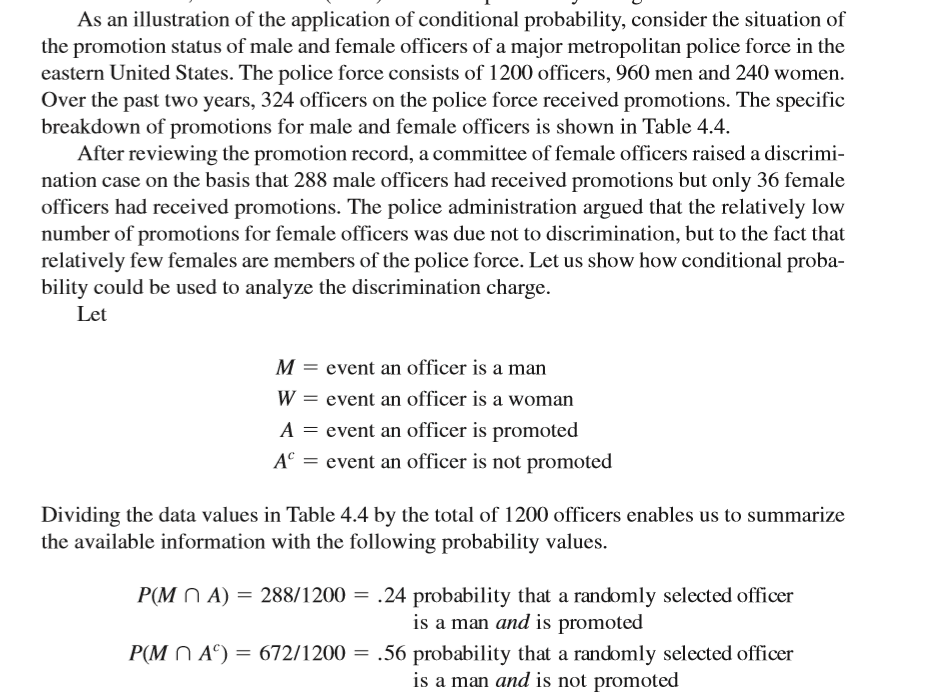 As an illustration of the application of conditional probability, consider the situation of
the promotion status of male and female officers of a major metropolitan police force in the
eastern United States. The police force consists of 1200 officers, 960 men and 240 women.
Over the past two years, 324 officers on the police force received promotions. The specific
breakdown of promotions for male and female officers is shown in Table 4.4.
After reviewing the promotion record, a committee of female officers raised a discrimi-
nation case on the basis that 288 male officers had received promotions but only 36 female
officers had received promotions. The police administration argued that the relatively low
number of promotions for female officers was due not to discrimination, but to the fact that
relatively few females are members of the police force. Let us show how conditional proba-
bility could be used to analyze the discrimination charge.
Let
M = event an officer is a man
W = event an officer is a woman
A = event an officer is promoted
Aᶜ = event an officer is not promoted
Dividing the data values in Table 4.4 by the total of 1200 officers enables us to summarize
the available information with the following probability values.
P(M ∩ A) = 288/1200 = .24 probability that a randomly selected officer
is a man and is promoted
P(M ∩ Aᶜ) = 672/1200 = .56 probability that a randomly selected officer
is a man and is not promoted